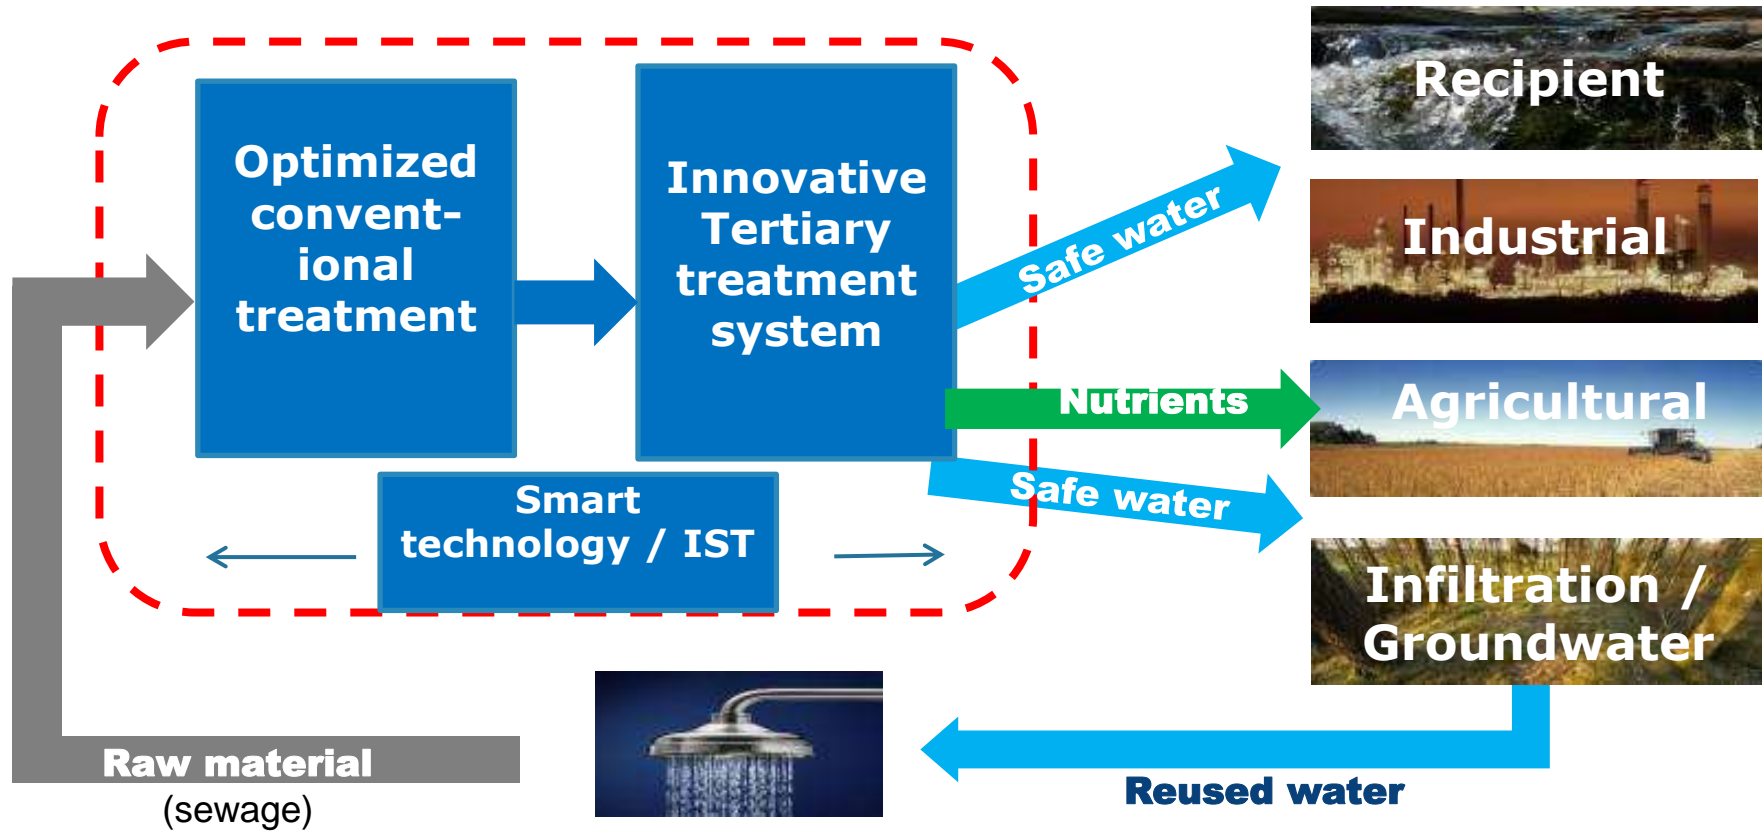 Optimized
convent-
ional
treatment
Innovative
Tertiary
treatment
system
Smart
technology / IST
Safe water
Nutrients
Safe water
Recipient
Industrial
Agricultural
Infiltration /
Groundwater
Reused water
Raw material
(sewage)